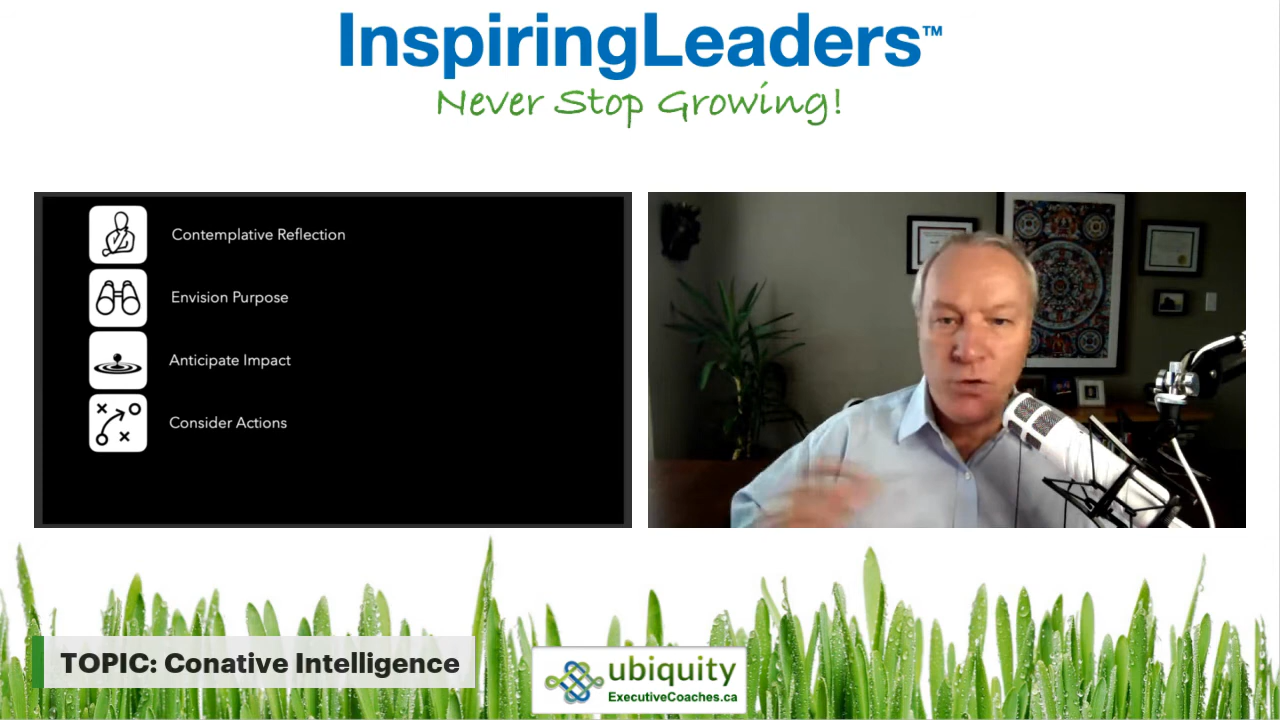 InspiringLeaders™
Never Stop Growing!
Contemplative Reflection
Envision Purpose
Anticipate Impact
Consider Actions
TOPIC: Conative Intelligence
ubiquity
ExecutiveCoaches.ca